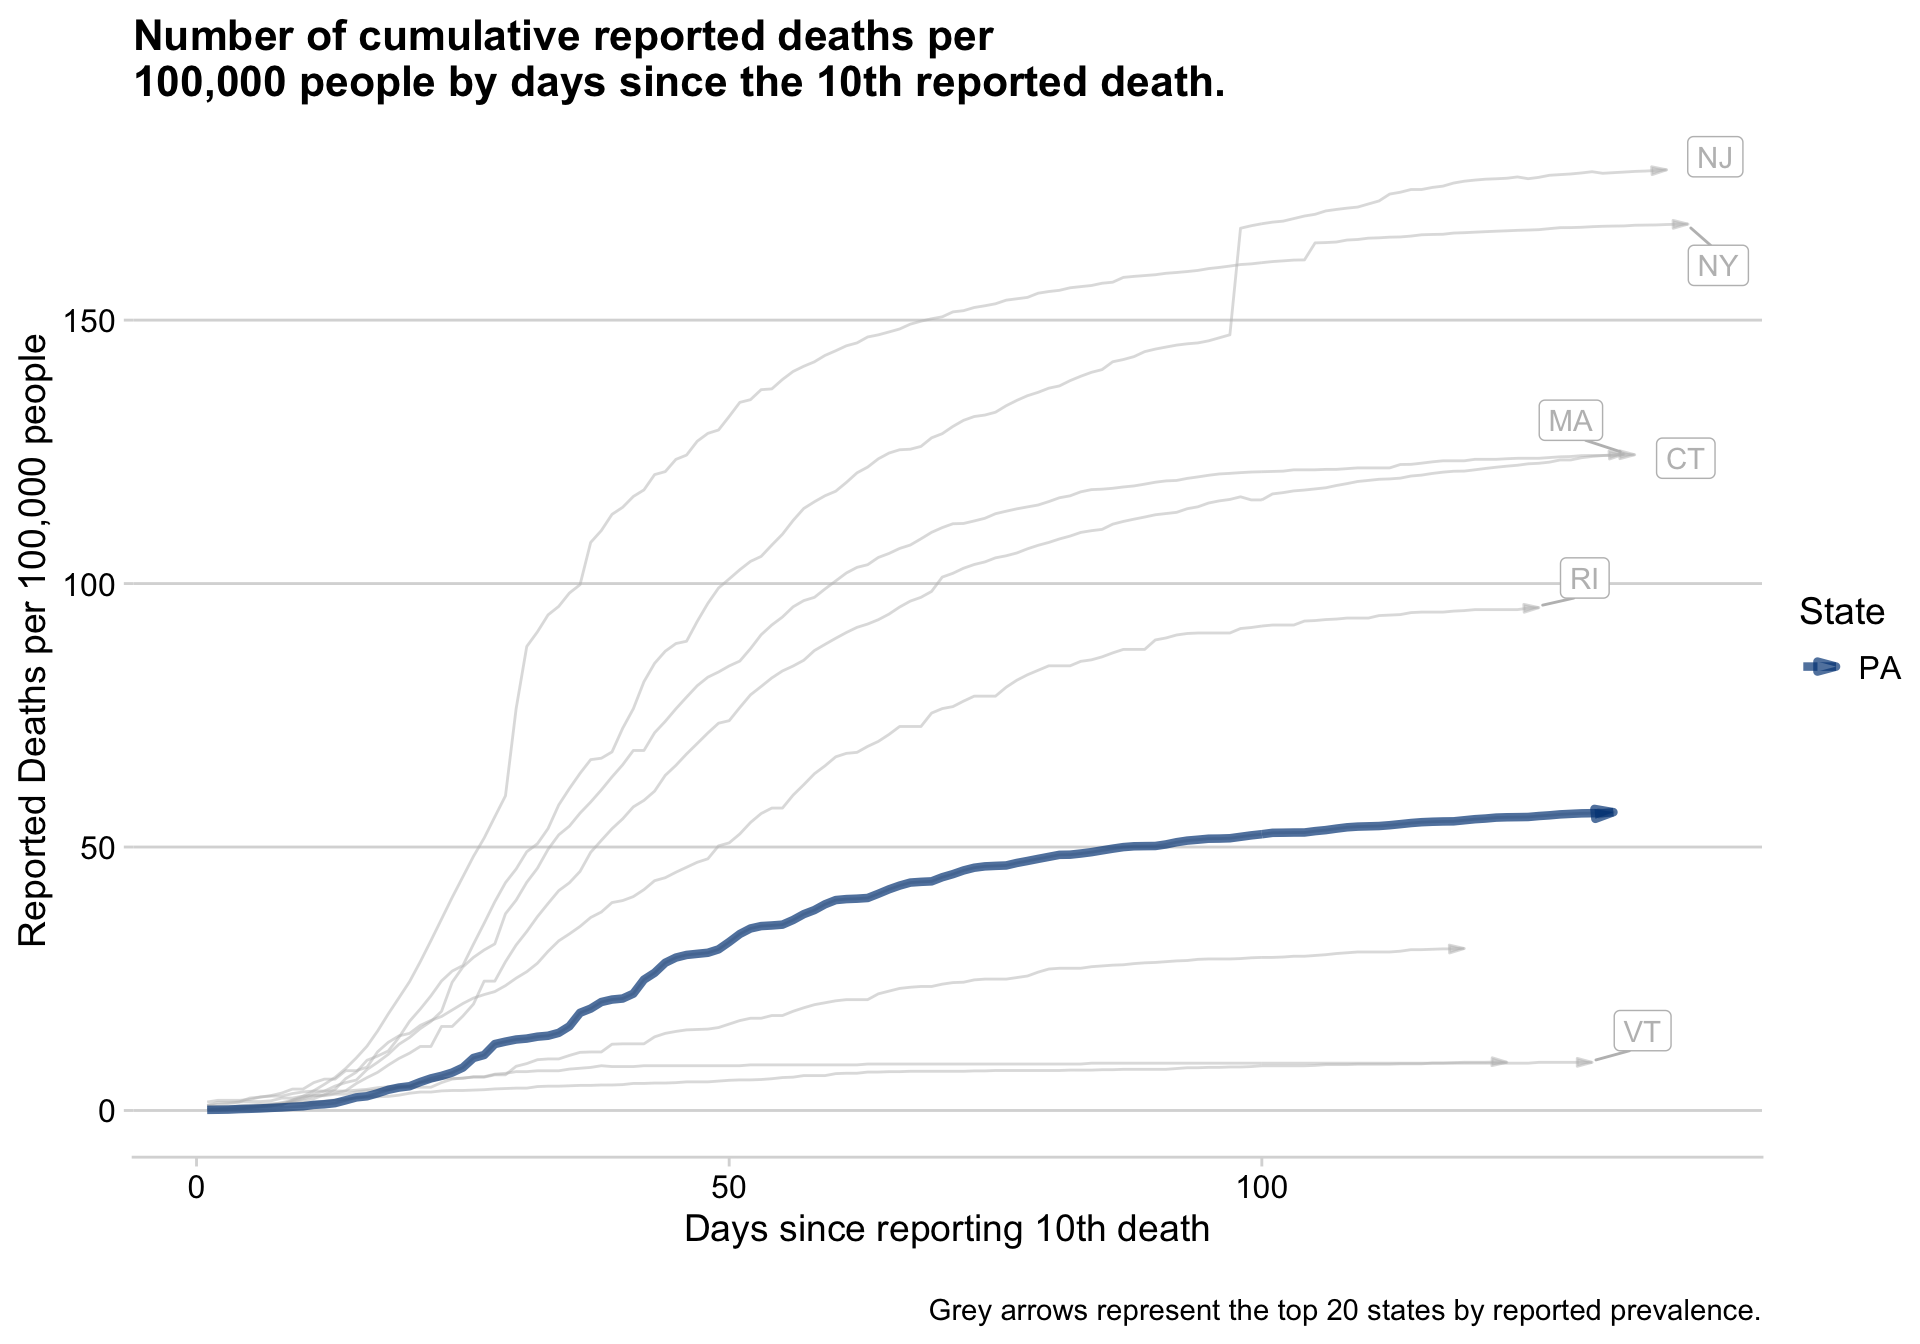 Number of cumulative reported deaths per
100,000 people by days since the 10th reported death.
NJ
NY
150
MA
CT
100
RI
State
PA
50
VT
0
Reported Deaths per 100,000 people
0 50 100
Days since reporting 10th death
Grey arrows represent the top 20 states by reported prevalence.